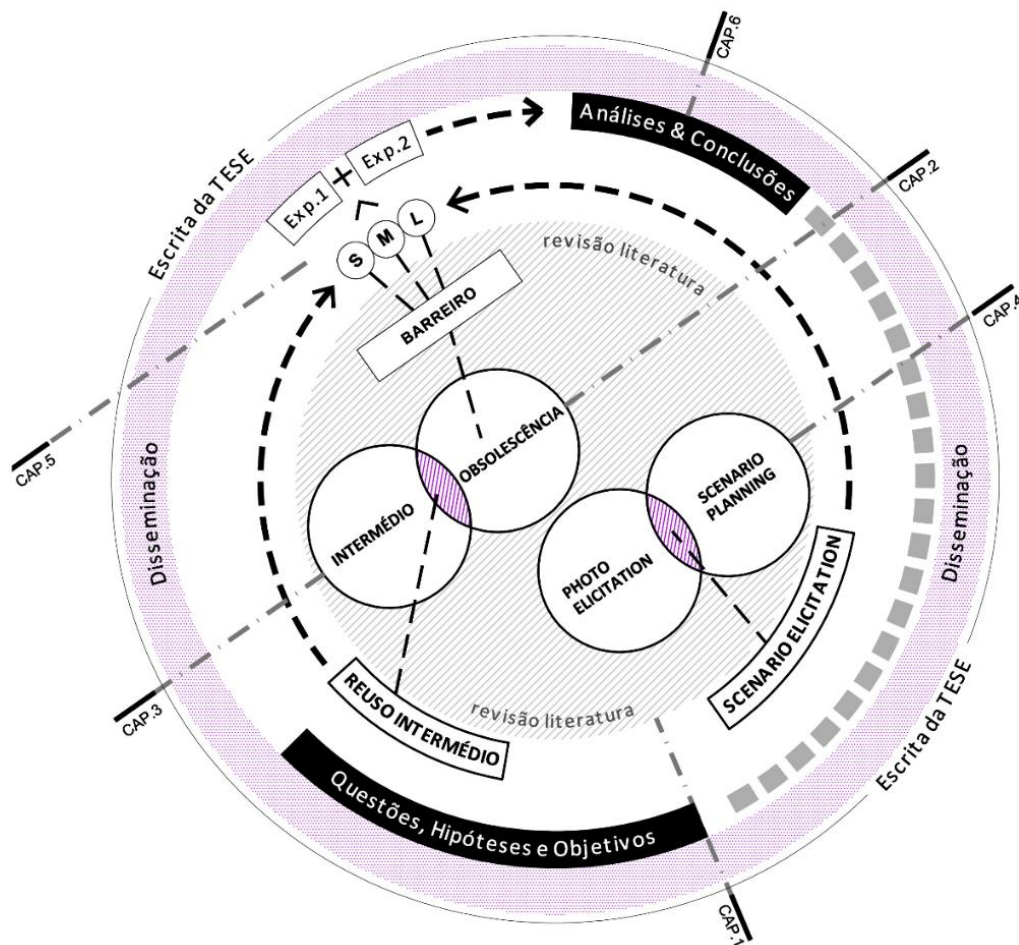 CAP.6
Análises & Conclusões
CAP.2
Escrita da TESE
Exp.1 + Exp.2
S
M
L
revisão literatura
BARREIRO
CAP.4
CAP.5
OBSOLESCÊNCIA
INTERMÉDIO
SCENARIO
PLANNING
PHOTO
ELICITATION
Disseminação
Disseminação
SCENARIO ELICITATION
CAP.3
REUSO INTERMÉDIO
revisão literatura
Escrita da TESE
Questões, Hipóteses e Objetivos
CAP.1